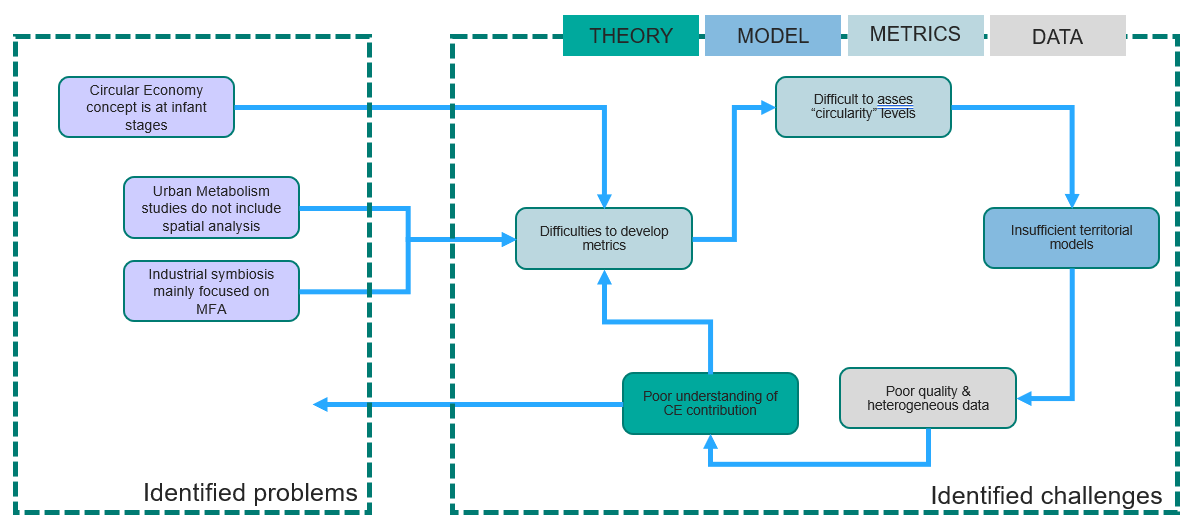 THEORY
MODEL
METRICS
DATA
Circular Economy
concept is at infant
stages
Urban Metabolism
studies do not include
spatial analysis
Industrial symbiosis
mainly focused on
MFA
Identified problems
Difficulties to develop
metrics
Difficult to asses
“circularity” levels
Insufficient territorial
models
Poor quality &
heterogeneous data
Poor understanding of
CE contribution
Identified challenges